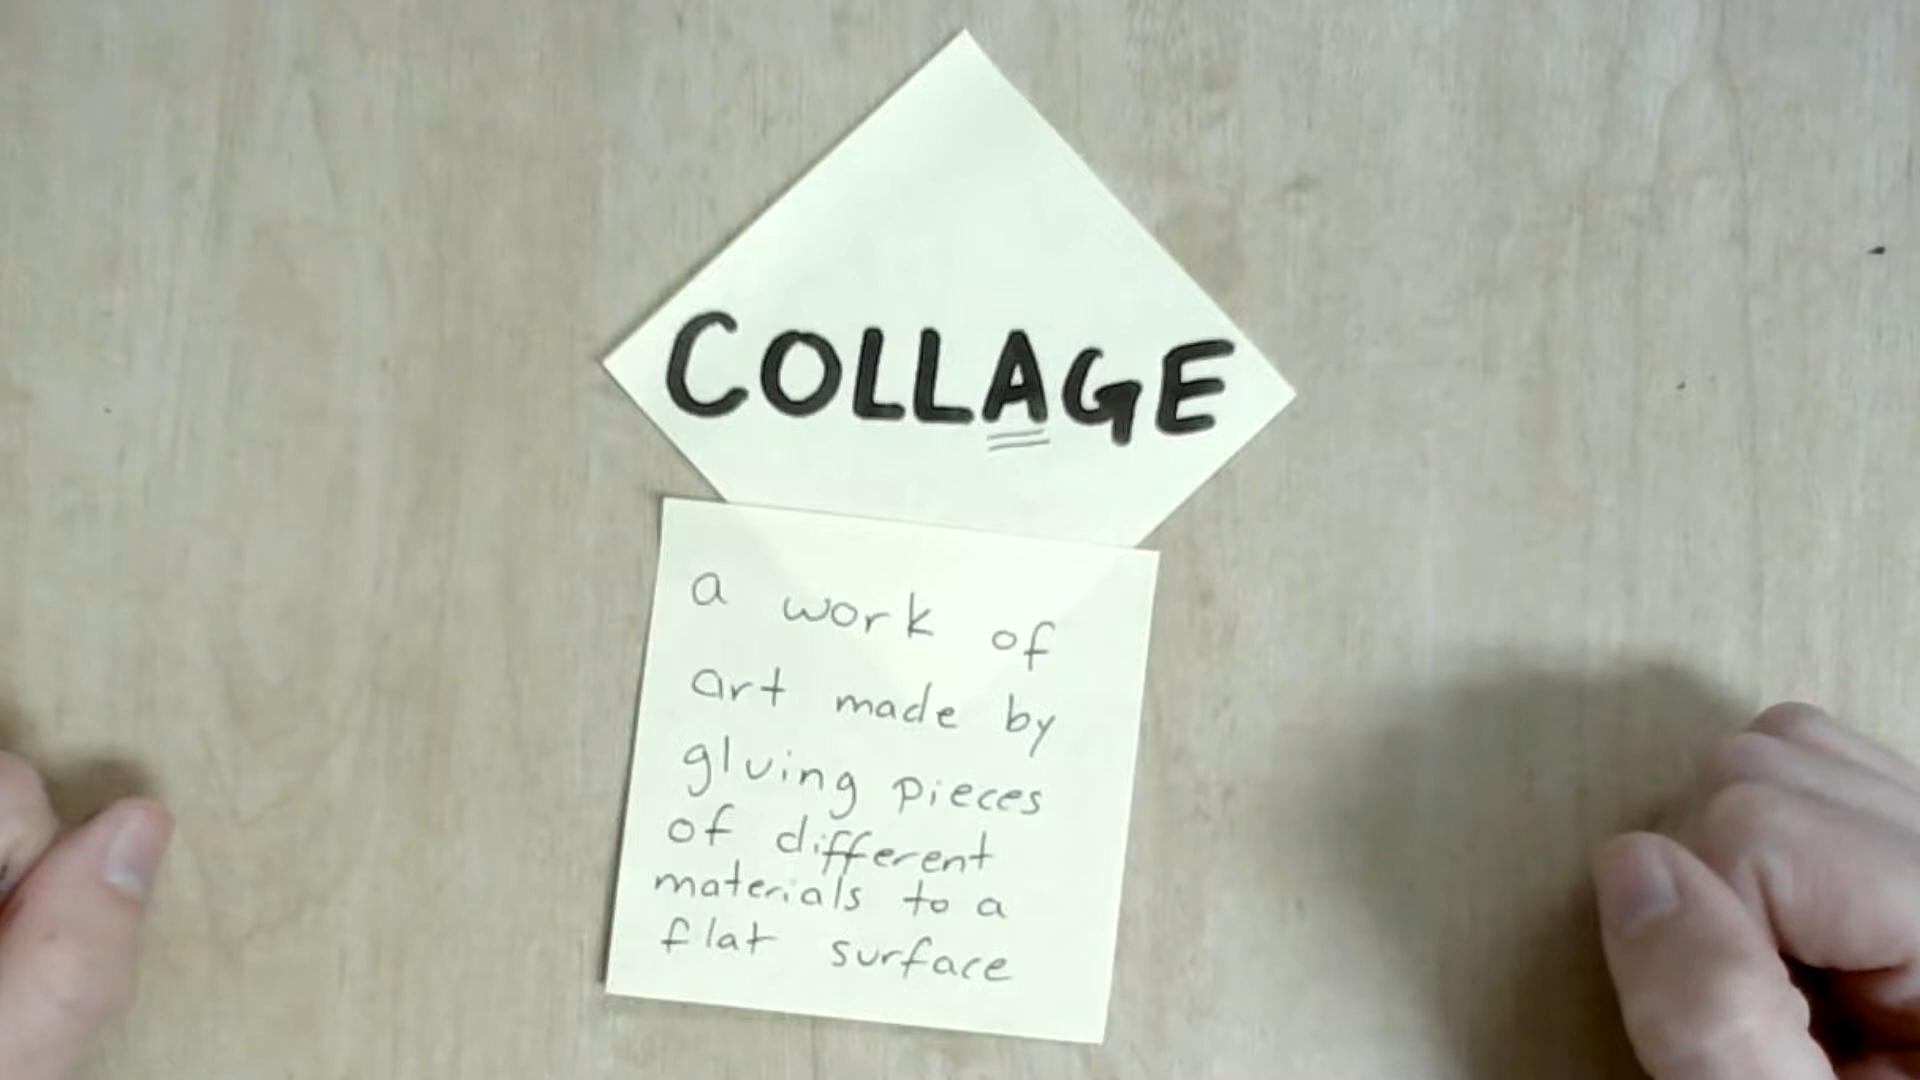 COLLAGE
a work of
art made by
gluing pieces
of different
materials to a
flat surface